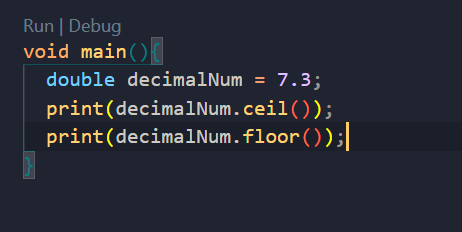 Run | Debug
void main(){
double decimalNum = 7.3;
print(decimalNum.ceil());
print(decimalNum.floor());
}